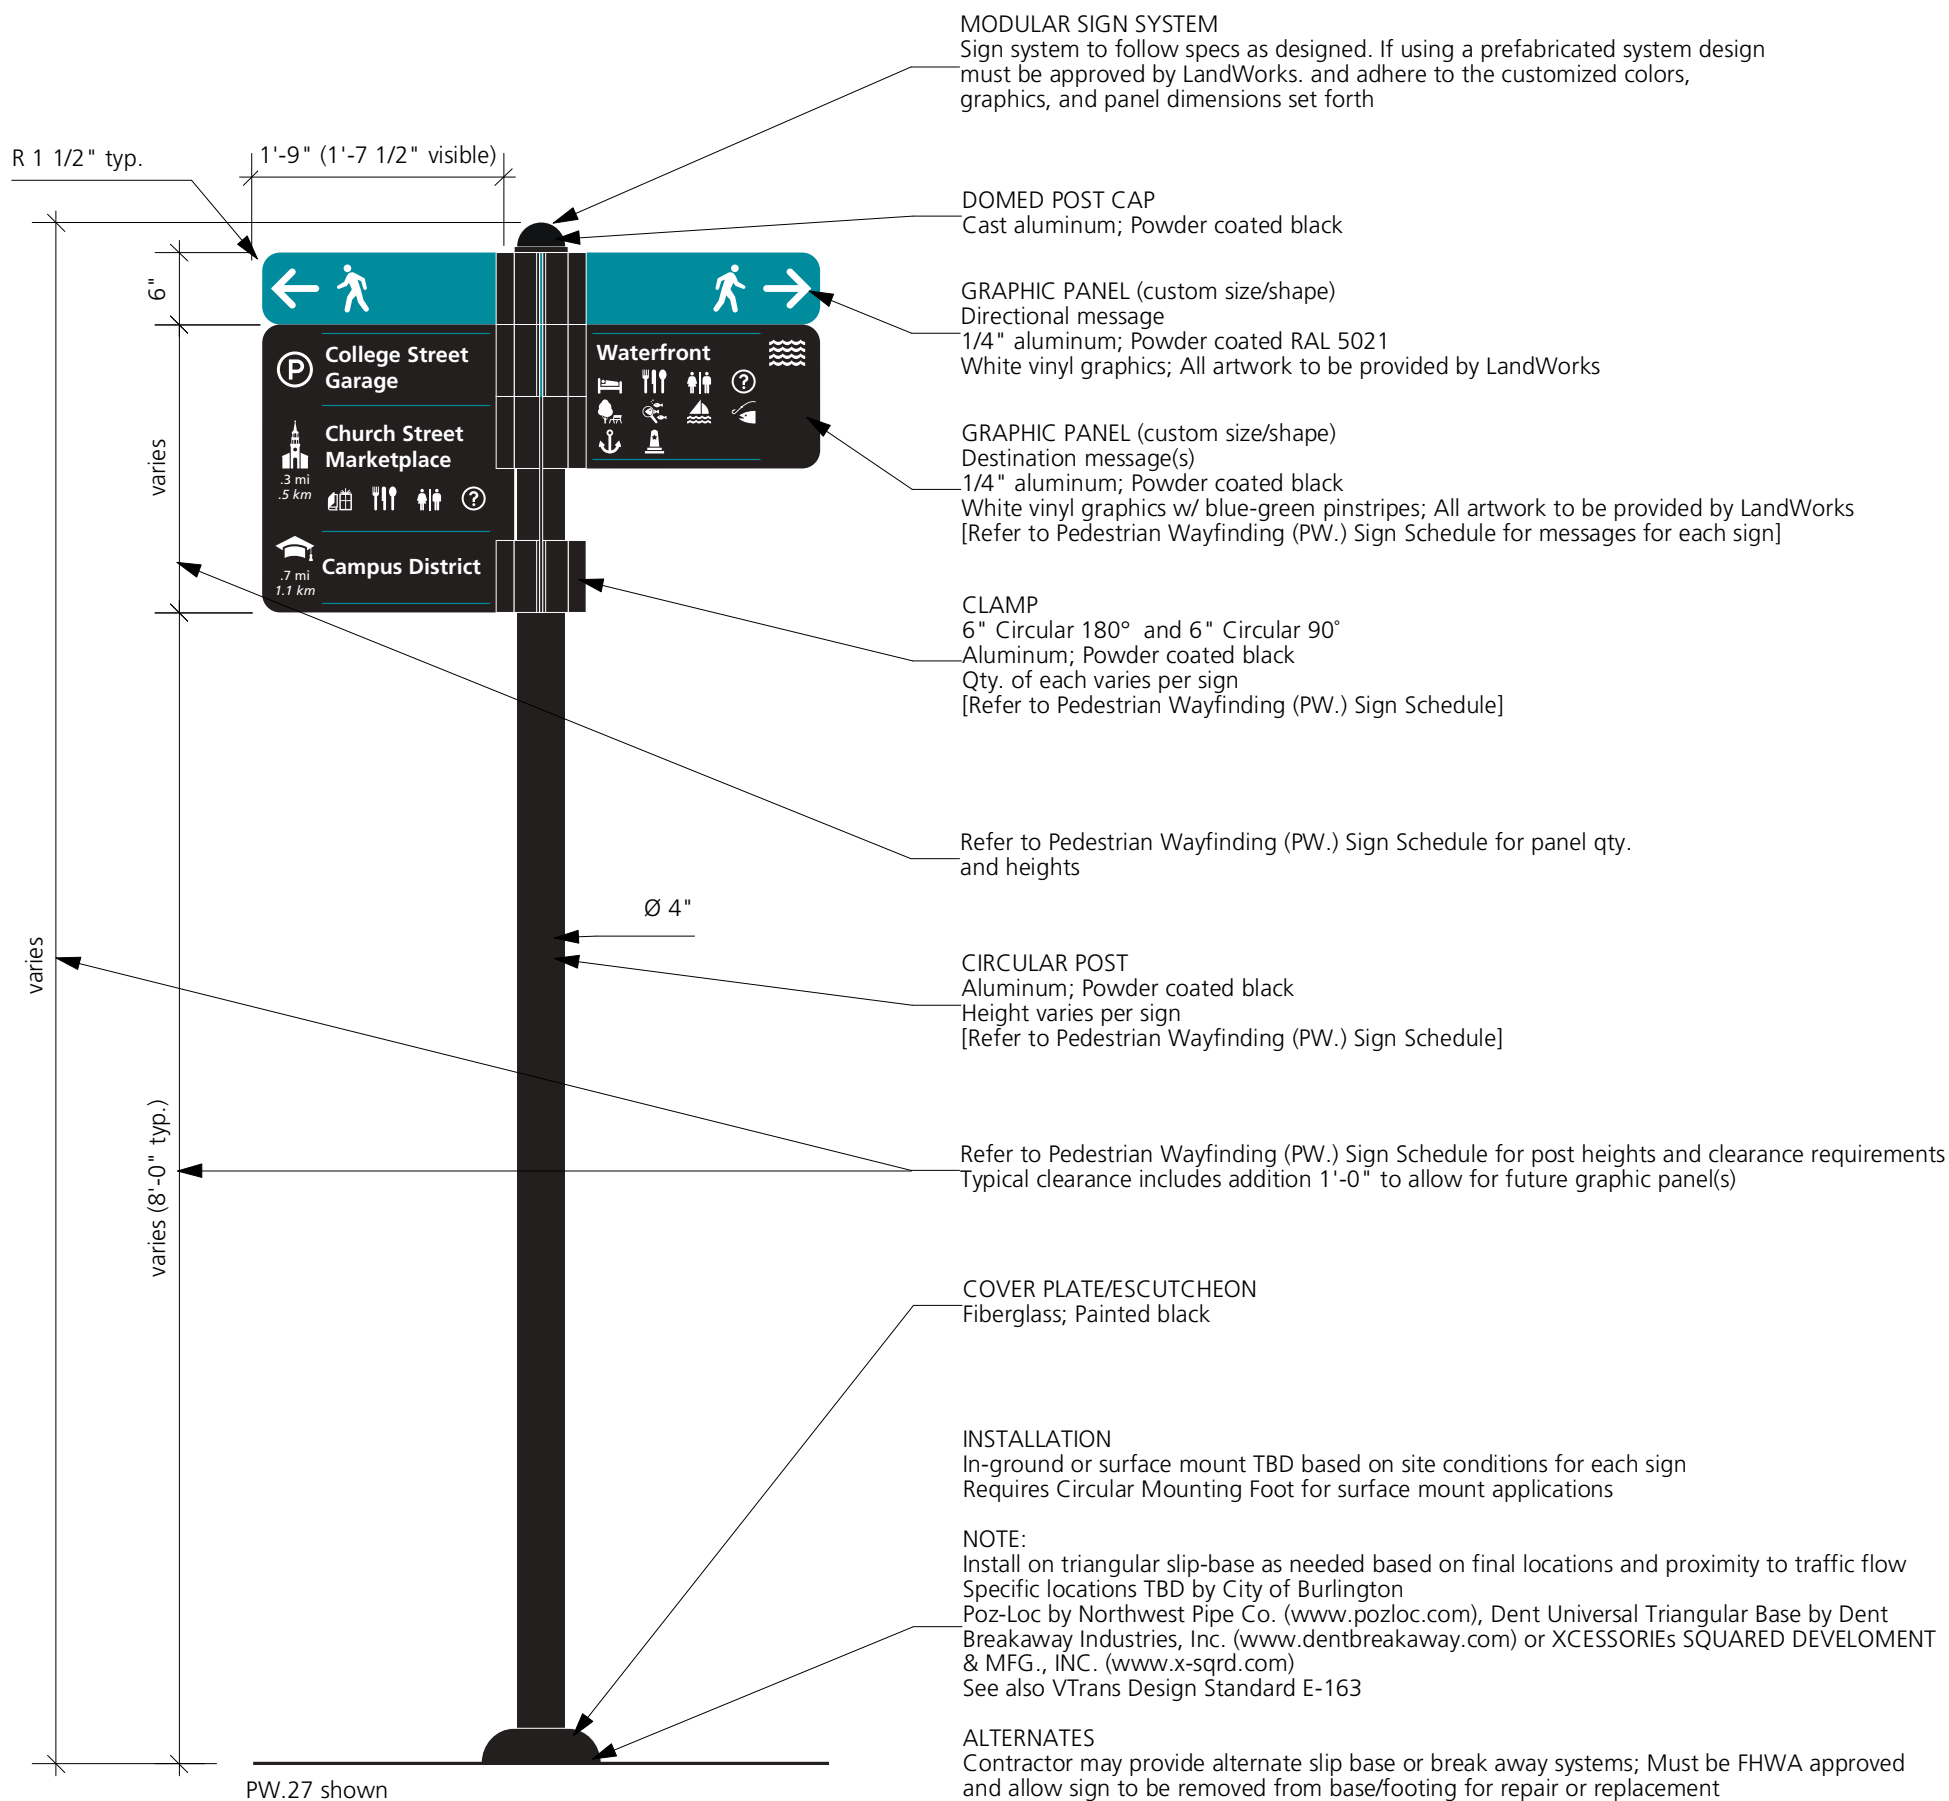 MODULAR SIGN SYSTEM
Sign system to follow specs as designed. If using a prefabricated system design
must be approved by LandWorks. and adhere to the customized colors,
graphics, and panel dimensions set forth
R 1 1/2" typ.
1'-9" (1'-7 1/2" visible)
DOMED POST CAP
Cast aluminum; Powder coated black
6"
GRAPHIC PANEL (custom size/shape)
Directional message
1/4" aluminum; Powder coated RAL 5021
White vinyl graphics; All artwork to be provided by LandWorks
P
College Street
Garage
Church Street
Marketplace
.3 mi
.5 km
?
.7 mi
1.1 km
Campus District
Waterfront
?
varies
GRAPHIC PANEL (custom size/shape)
Destination message(s)
1/4" aluminum; Powder coated black
White vinyl graphics w/ blue-green pinstripes; All artwork to be provided by LandWorks
[Refer to Pedestrian Wayfinding (PW.) Sign Schedule for messages for each sign]
CLAMP
6" Circular 180° and 6" Circular 90°
Aluminum; Powder coated black
Qty. of each varies per sign
[Refer to Pedestrian Wayfinding (PW.) Sign Schedule]
Refer to Pedestrian Wayfinding (PW.) Sign Schedule for panel qty.
and heights
Ø 4"
varies
CIRCULAR POST
Aluminum; Powder coated black
Height varies per sign
[Refer to Pedestrian Wayfinding (PW.) Sign Schedule]
varies (8'-0" typ.)
Refer to Pedestrian Wayfinding (PW.) Sign Schedule for post heights and clearance requirements
Typical clearance includes addition 1'-0" to allow for future graphic panel(s)
COVER PLATE/ESCUTCHEON
Fiberglass; Painted black
INSTALLATION
In-ground or surface mount TBD based on site conditions for each sign
Requires Circular Mounting Foot for surface mount applications
NOTE:
Install on triangular slip-base as needed based on final locations and proximity to traffic flow
Specific locations TBD by City of Burlington
Poz-Loc by Northwest Pipe Co. (www.pozloc.com), Dent Universal Triangular Base by Dent
Breakaway Industries, Inc. (www.dentbreakaway.com) or XCESSORIEs SQUARED DEVELOMENT
& MFG., INC. (www.x-sqrd.com)
See also VTrans Design Standard E-163
ALTERNATES
Contractor may provide alternate slip base or break away systems; Must be FHWA approved
and allow sign to be removed from base/footing for repair or replacement
PW.27 shown